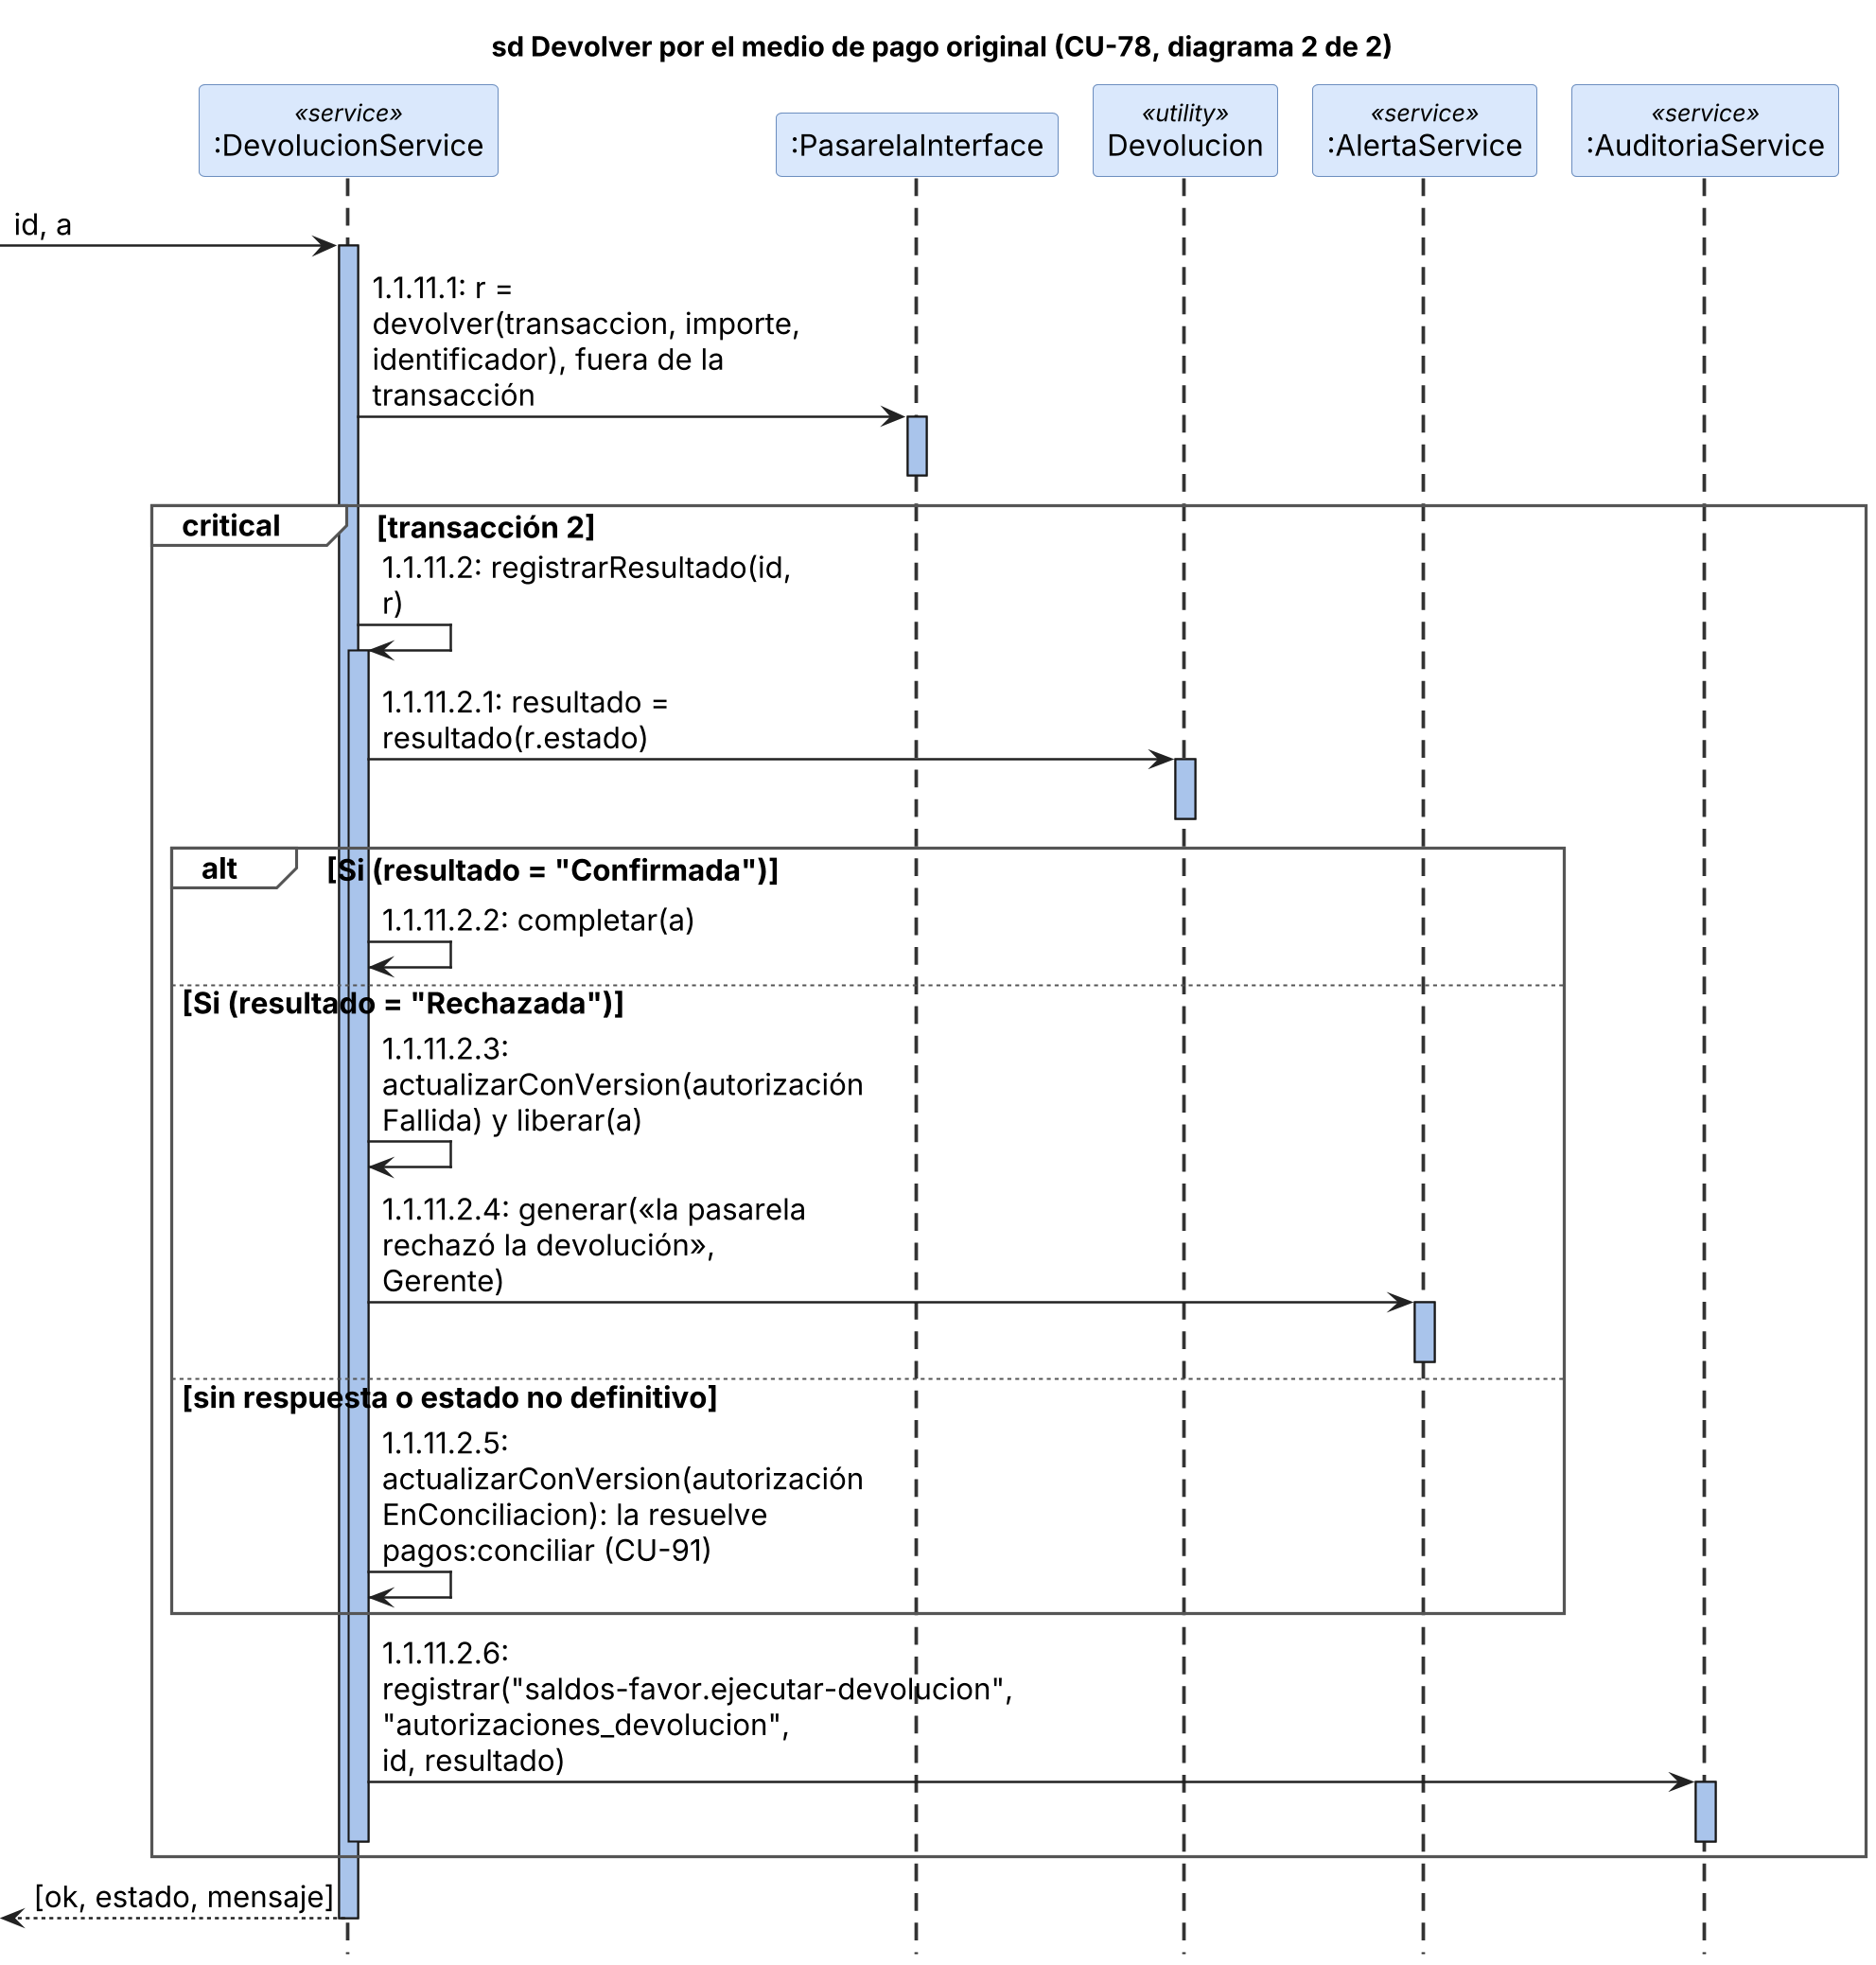 sd Devolver por el medio de pago original (CU-78, diagrama 2 de 2)
«service»
:DevolucionService
:PasarelaInterface
«utility»
Devolucion
«service»
:AlertaService
«service»
:AuditoriaService
id, a
1.1.11.1: r =
devolver(transaccion, importe,
identificador), fuera de la
transacción
critical
[transacción 2]
1.1.11.2: registrarResultado(id,
r)
1.1.11.2.1: resultado =
resultado(r.estado)
alt
[Si (resultado = "Confirmada")]
1.1.11.2.2: completar(a)
[Si (resultado = "Rechazada")]
1.1.11.2.3:
actualizarConVersion(autorización
Fallida) y liberar(a)
1.1.11.2.4: generar(«la pasarela
rechazó la devolución»,
Gerente)
[sin respuesta o estado no definitivo]
1.1.11.2.5:
actualizarConVersion(autorización
EnConciliacion): la resuelve
pagos:conciliar (CU-91)
1.1.11.2.6:
registrar("saldos-favor.ejecutar-devolucion",
"autorizaciones_devolucion",
id, resultado)
[ok, estado, mensaje]